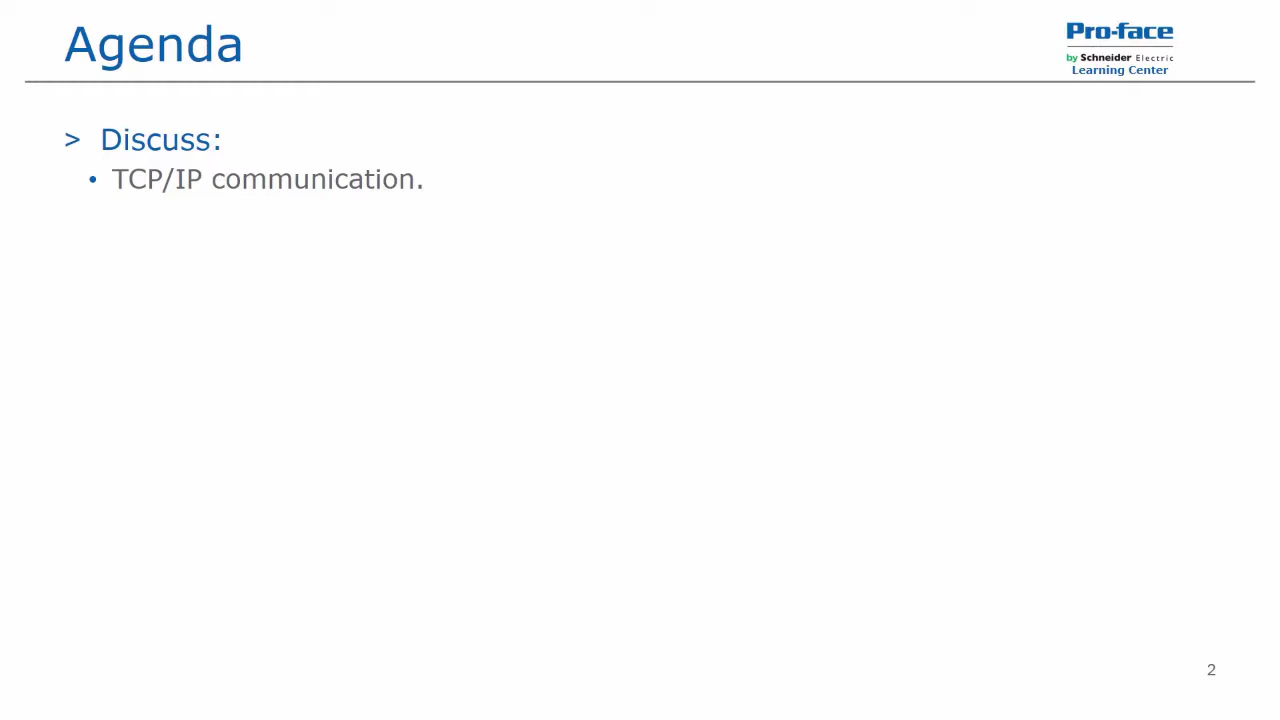 Agenda
Pro-face
by Schneider Electric
Learning Center
> Discuss:
• TCP/IP communication.
2